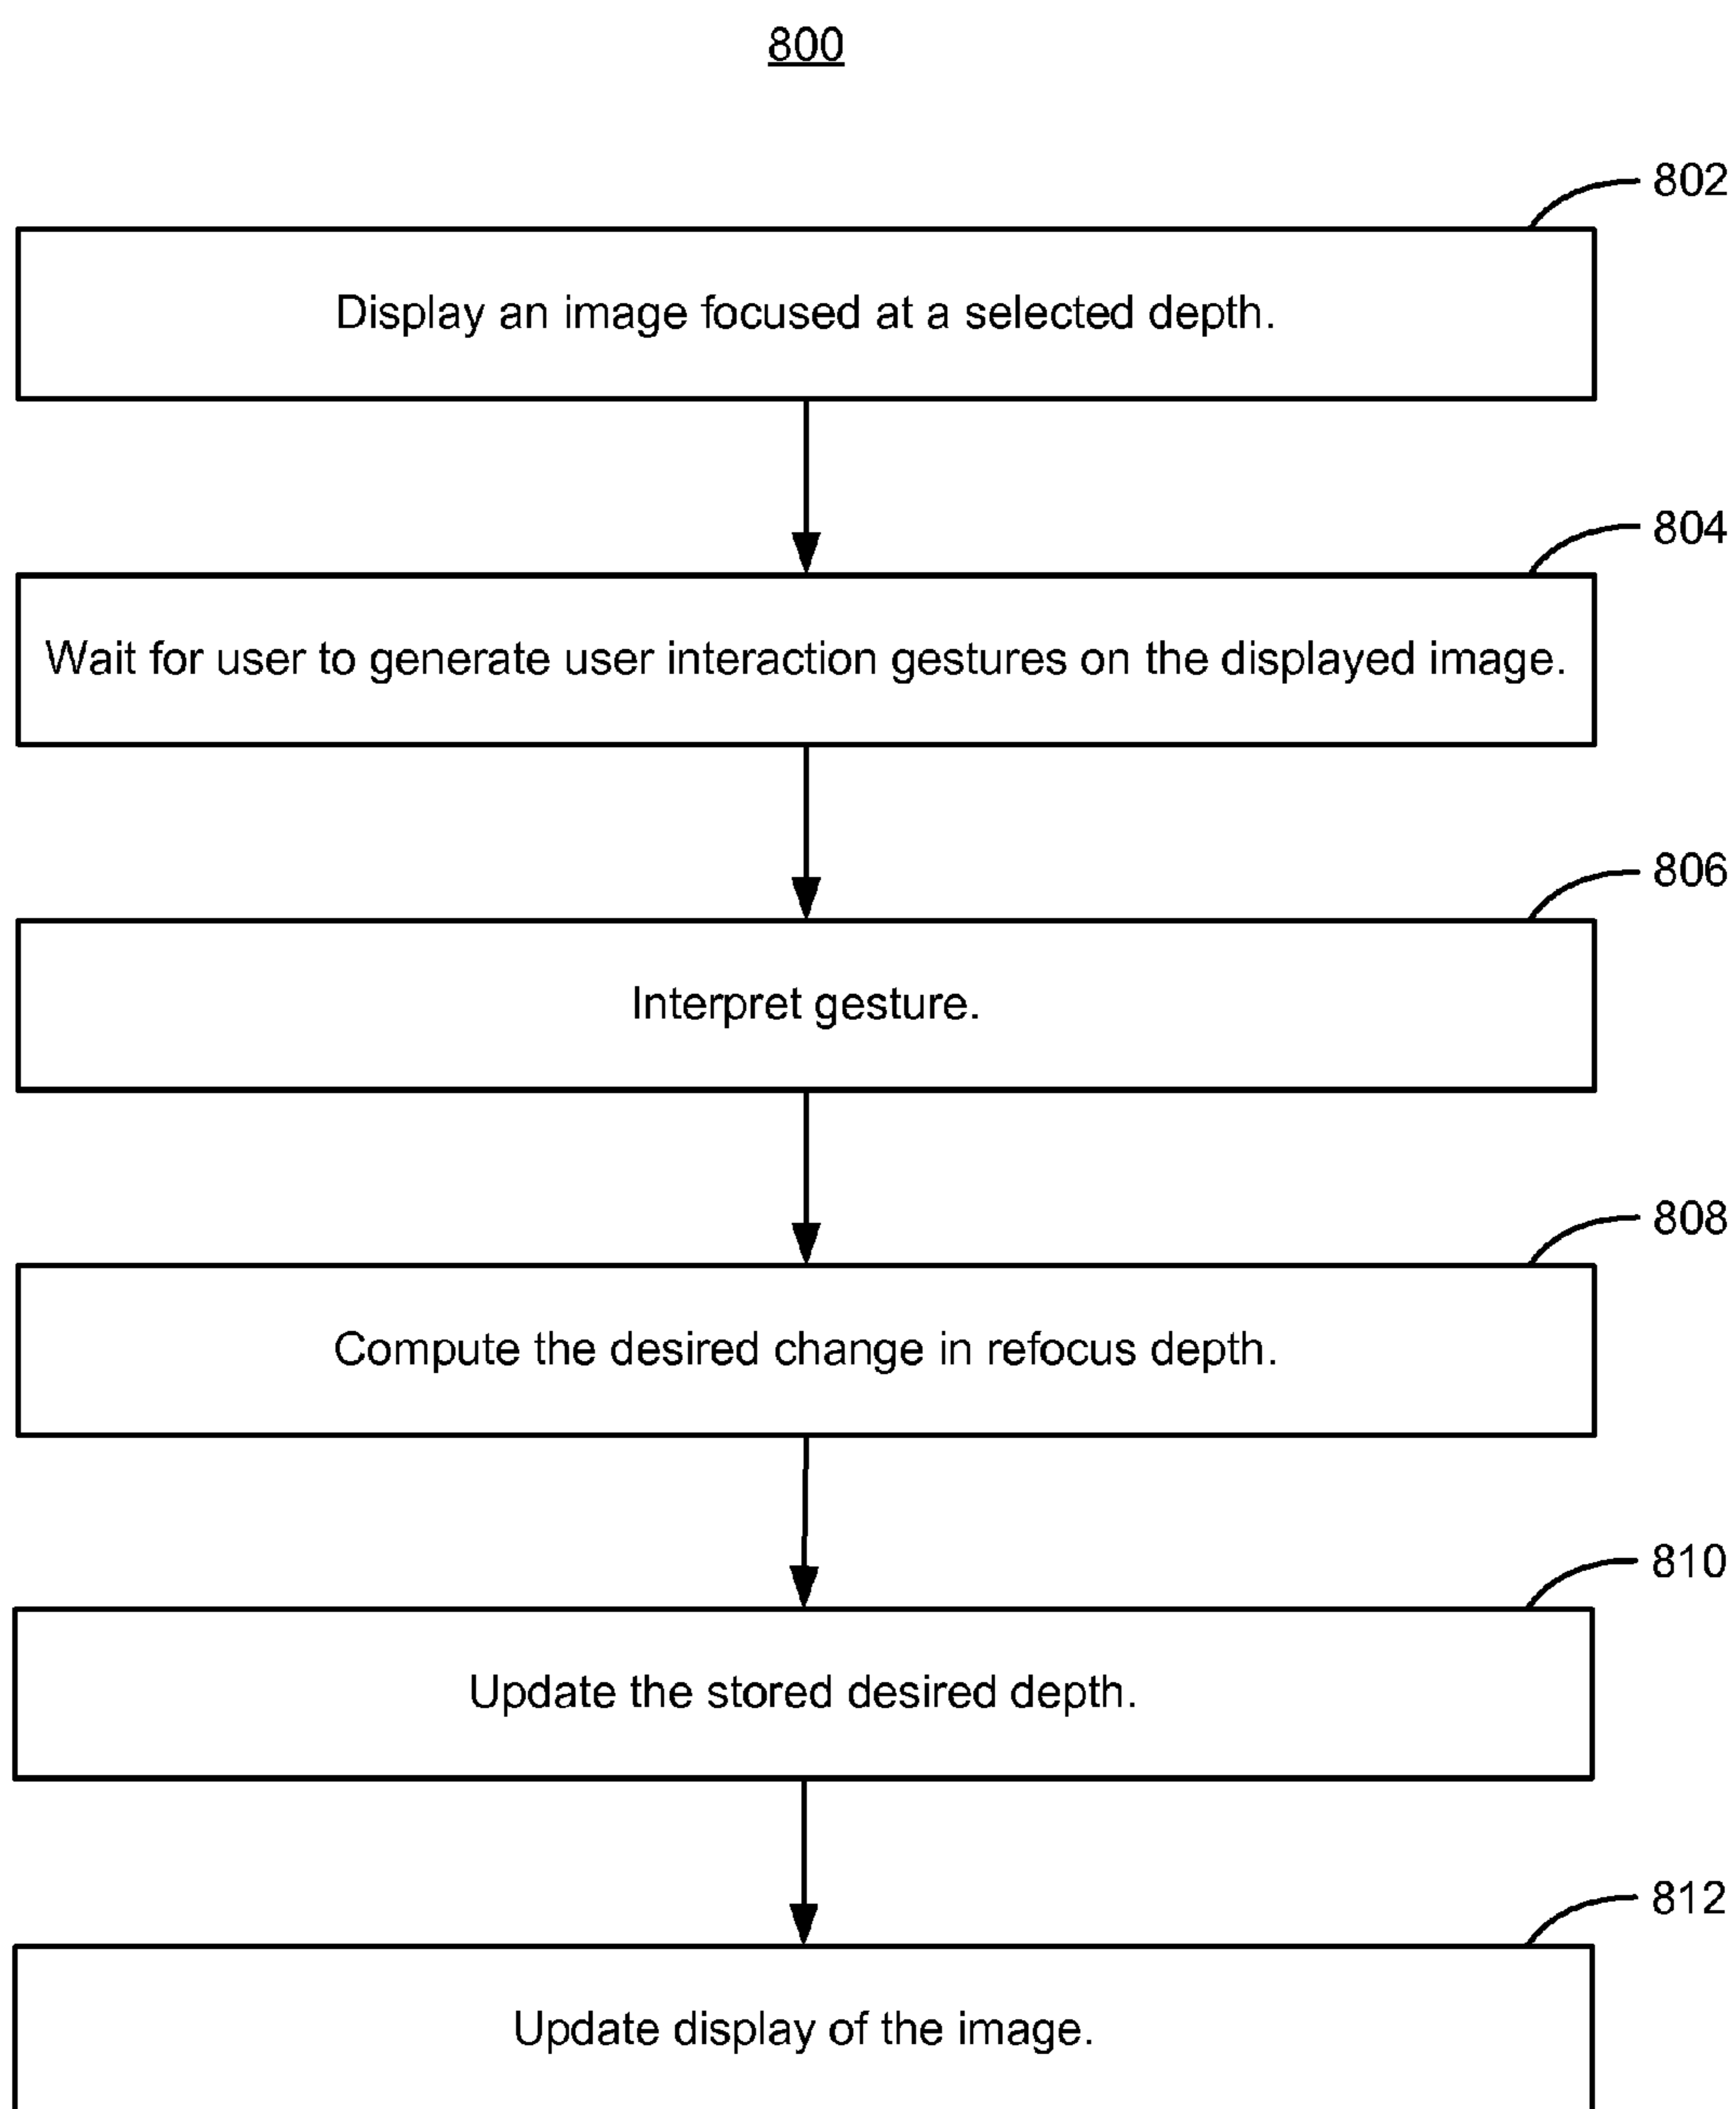 800
802
Display an image focused at a selected depth.
804
Wait for user to generate user interaction gestures on the displayed image.
806
Interpret gesture.
808
Compute the desired change in refocus depth.
810
Update the stored desired depth.
812
Update display of the image.